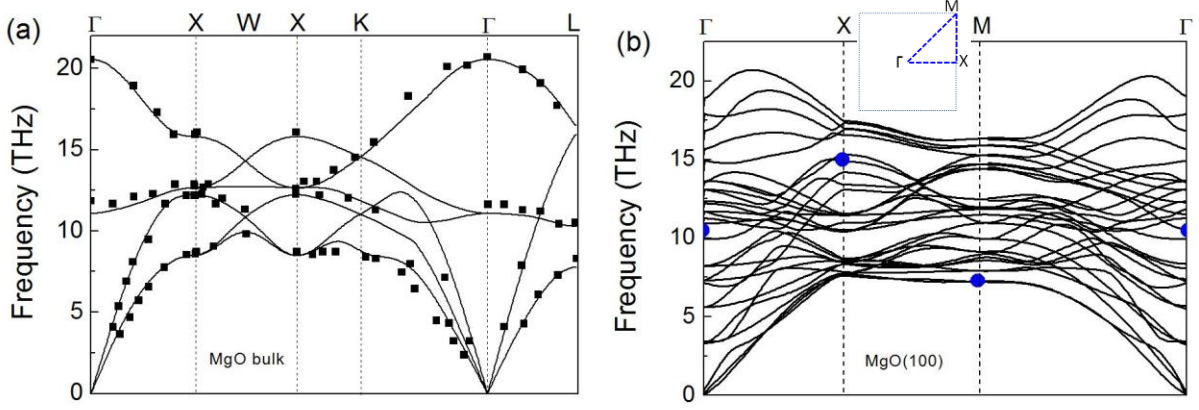 (a)
Γ X W X K Γ L
Frequency (THz)
20
15
10
5
0
MgO bulk
(b)
Γ X M Γ
M
Γ X
Frequency (THz)
20
15
10
5
0
MgO(100)